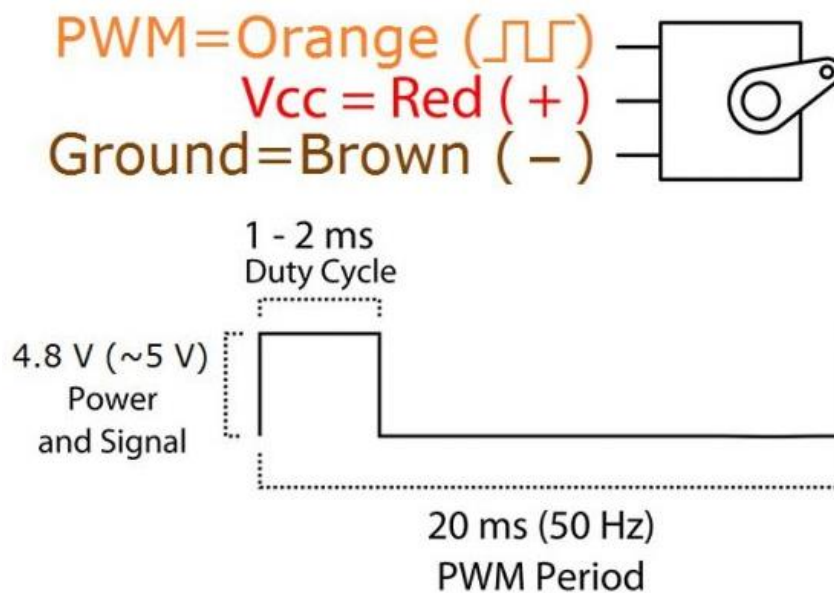 PWM=Orange (⎍⎍)
Vcc = Red ( + )
Ground=Brown ( − )
1 - 2 ms
Duty Cycle
4.8 V (~5 V)
Power
and Signal
20 ms (50 Hz)
PWM Period